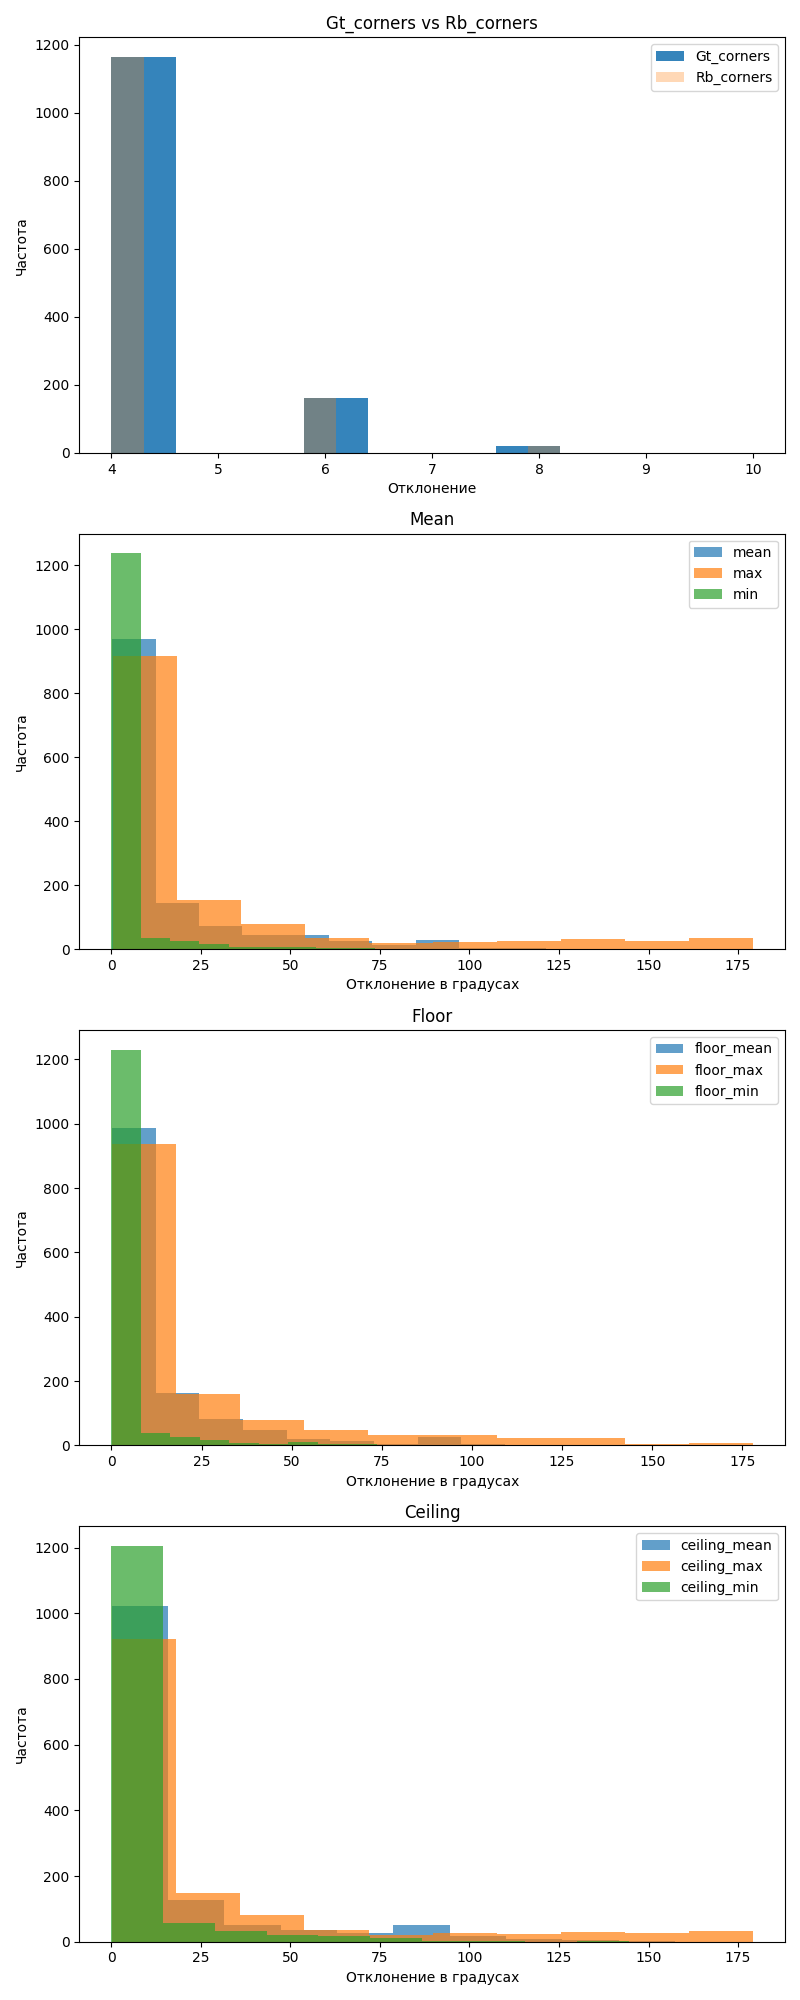 Gt_corners vs Rb_corners
1200
1000
800
600
400
200
0
Частота
Gt_corners
Rb_corners
4 5 6 7 8 9 10
Отклонение
Mean
1200
1000
800
600
400
200
0
Частота
mean
max
min
0 25 50 75 100 125 150 175
Отклонение в градусах
Floor
1200
1000
800
600
400
200
0
Частота
floor_mean
floor_max
floor_min
0 25 50 75 100 125 150 175
Отклонение в градусах
Ceiling
1200
1000
800
600
400
200
0
Частота
ceiling_mean
ceiling_max
ceiling_min
0 25 50 75 100 125 150 175
Отклонение в градусах